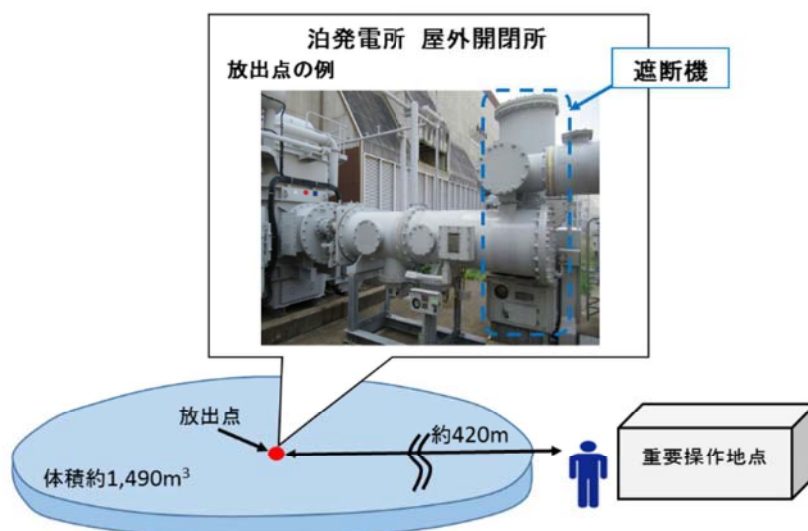 泊発電所 屋外開閉所
放出点の例
遮断機
放出点
約420m
体積約1,490m³
重要操作地点